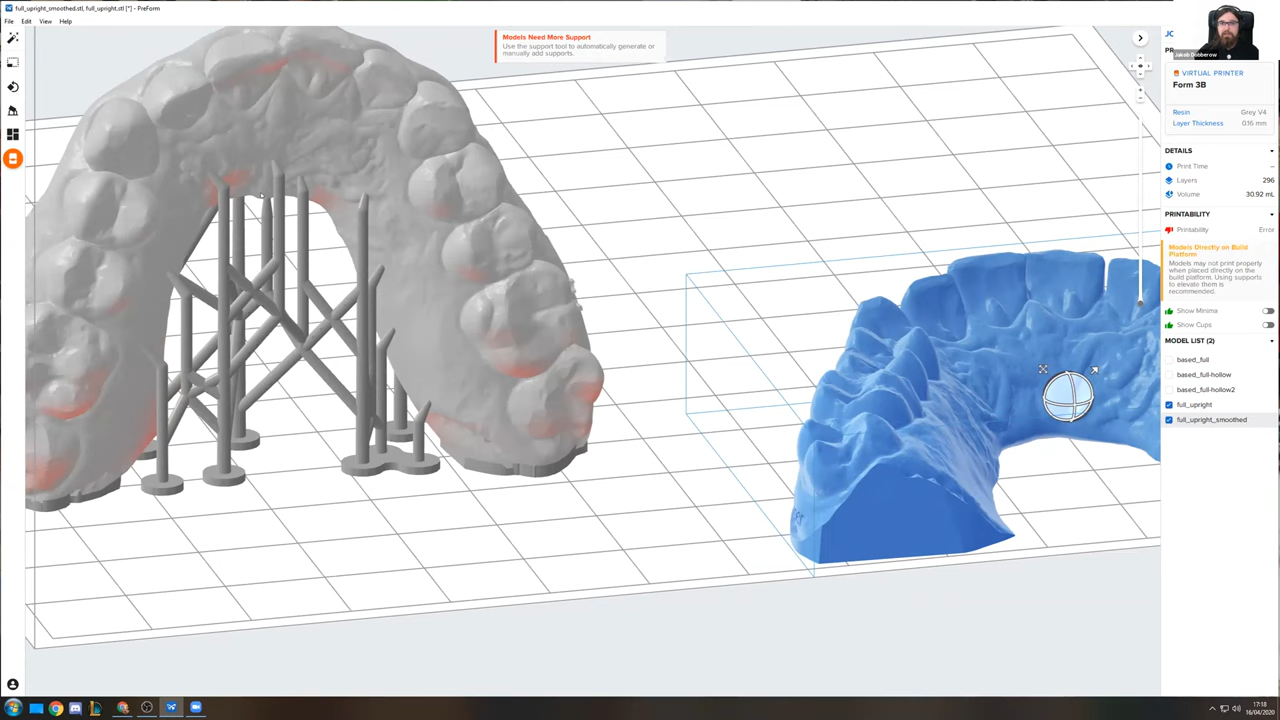 full_upright_smoothed.stl, full_upright.stl [*] - PreForm
File Edit View Help
Models Need More Support
Use the support tool to automatically generate or
manually add supports.
Jakob Dobberow
VIRTUAL PRINTER
Form 3B
Resin Grey V4
Layer Thickness 0.16 mm
DETAILS
Print Time --
Layers 296
Volume 30.92 mL
PRINTABILITY
Printability Error
Models Directly on Build
Platform
Models may not print properly
when placed directly on the
build platform. Using supports
to elevate them is
recommended.
Show Minima
Show Cups
MODEL LIST (2)
based_full
based_full-hollow
based_full-hollow2
full_upright
full_upright_smoothed
17:18
16/04/2020